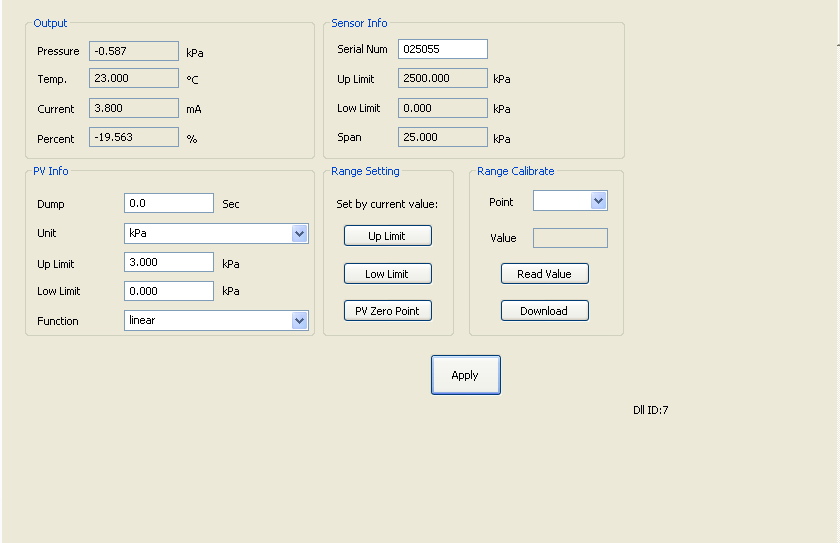 Output
Pressure -0.587 kPa
Temp. 23.000 °C
Current 3.800 mA
Percent -19.563 %
Sensor Info
Serial Num 025055
Up Limit 2500.000 kPa
Low Limit 0.000 kPa
Span 25.000 kPa
PV Info
Dump 0.0 Sec
Unit kPa
Up Limit 3.000 kPa
Low Limit 0.000 kPa
Function linear
Range Setting
Set by current value:
Up Limit
Low Limit
PV Zero Point
Range Calibrate
Point
Value
Read Value
Download
Apply
Dll ID:7